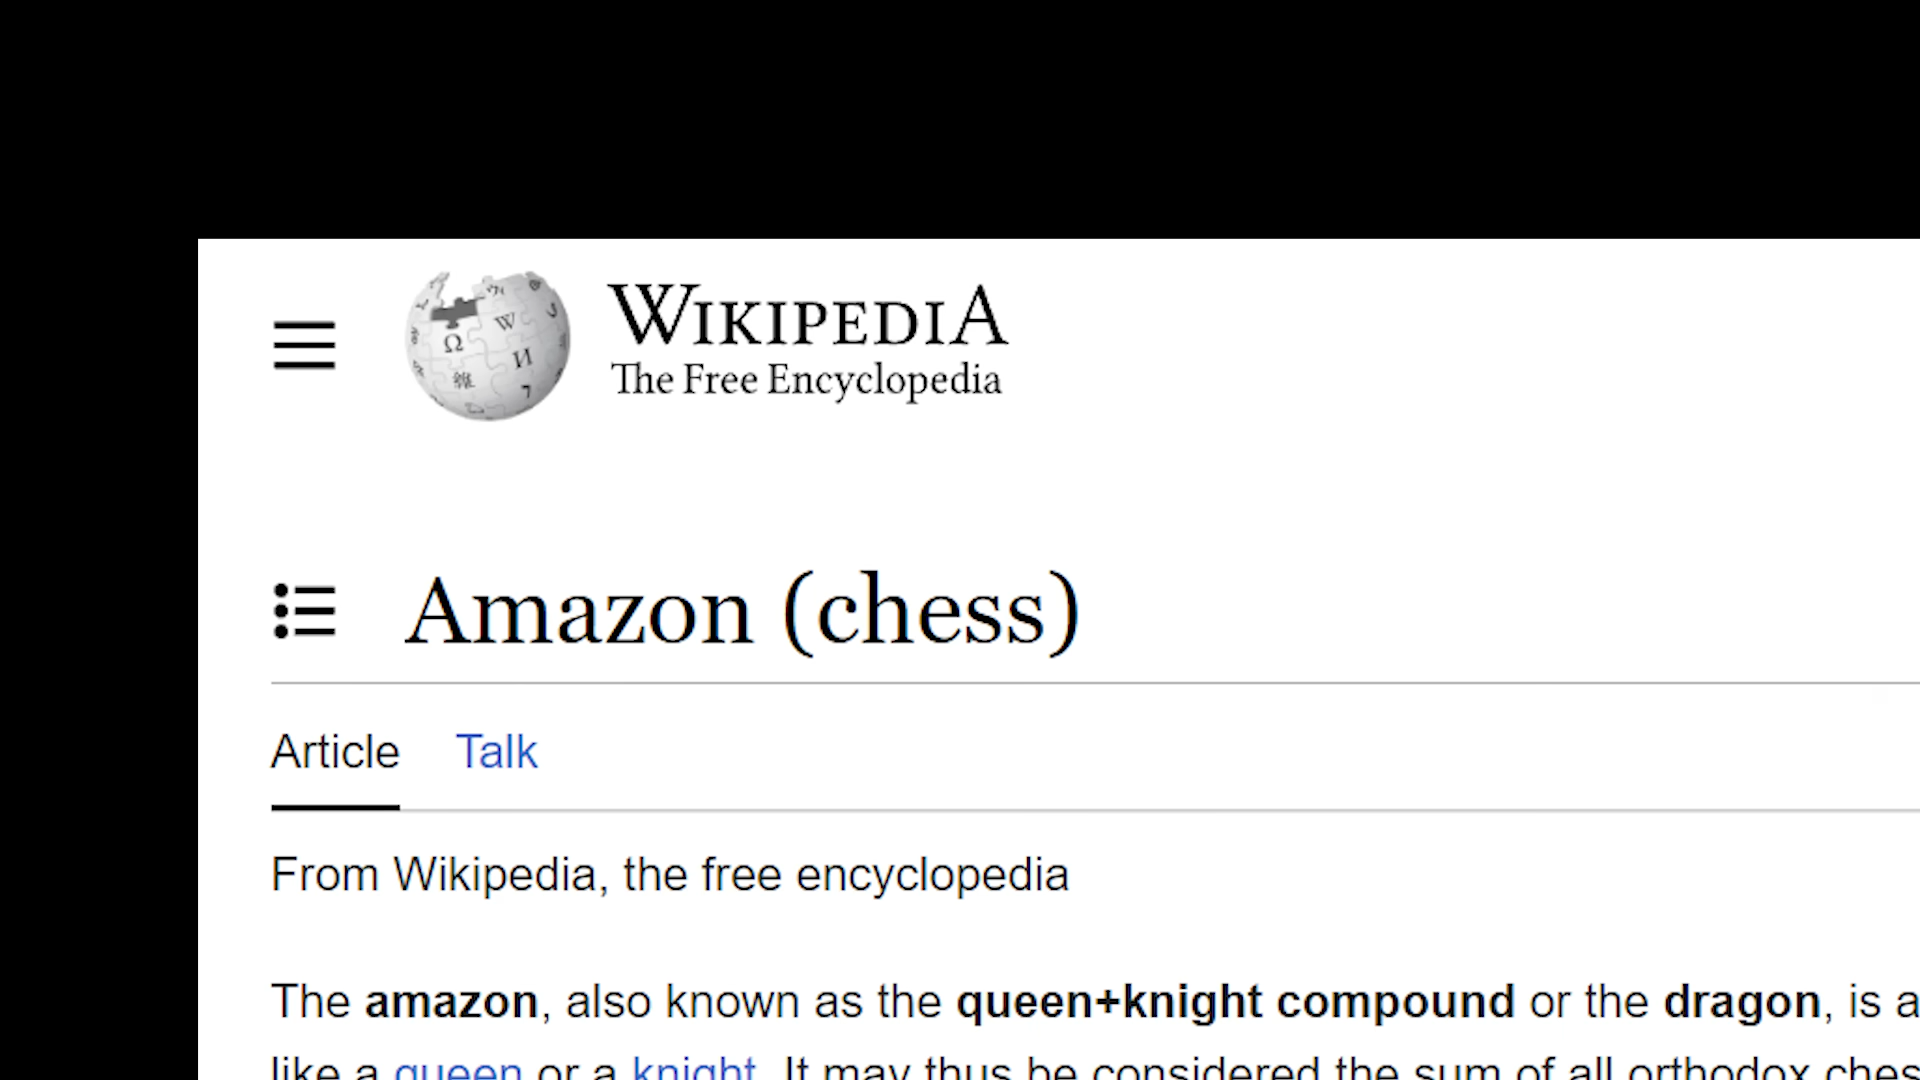 WIKIPEDIA
The Free Encyclopedia
Amazon (chess)
Article Talk
From Wikipedia, the free encyclopedia
The amazon, also known as the queen+knight compound or the dragon, is a
like a queen or a knight. It may thus be considered the sum of all orthodox ches